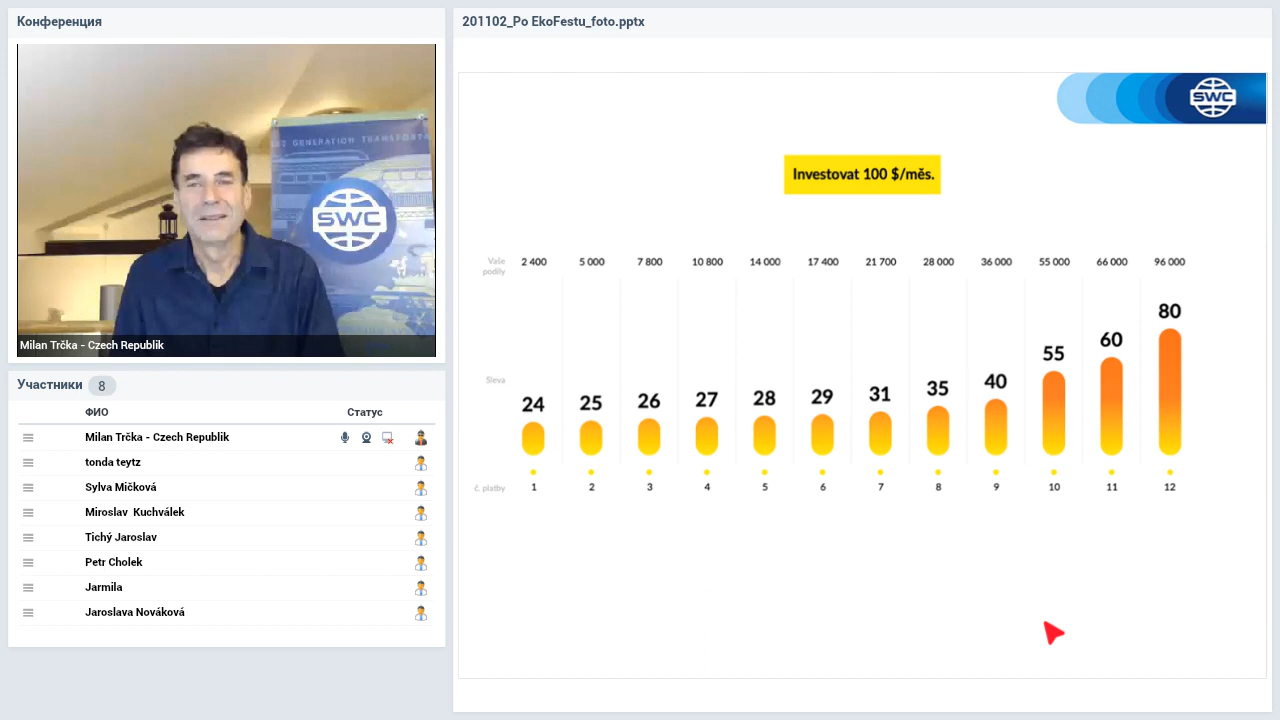 Конференция
SWC GENERATION TRANSPORTA
SWC
Milan Trčka - Czech Republik
Участники 8
ФИО Статус
Milan Trčka - Czech Republik
tonda teytz
Sylva Mičková
Miroslav Kuchválek
Tichý Jaroslav
Petr Cholek
Jarmila
Jaroslava Nováková
201102_Po EkoFestu_foto.pptx
SWC
Investovat 100 $/měs.
Vaše podíly 2 400 5 000 7 800 10 800 14 000 17 400 21 700 28 000 36 000 55 000 66 000 96 000
Sleva 24 25 26 27 28 29 31 35 40 55 60 80
č. platby 1 2 3 4 5 6 7 8 9 10 11 12